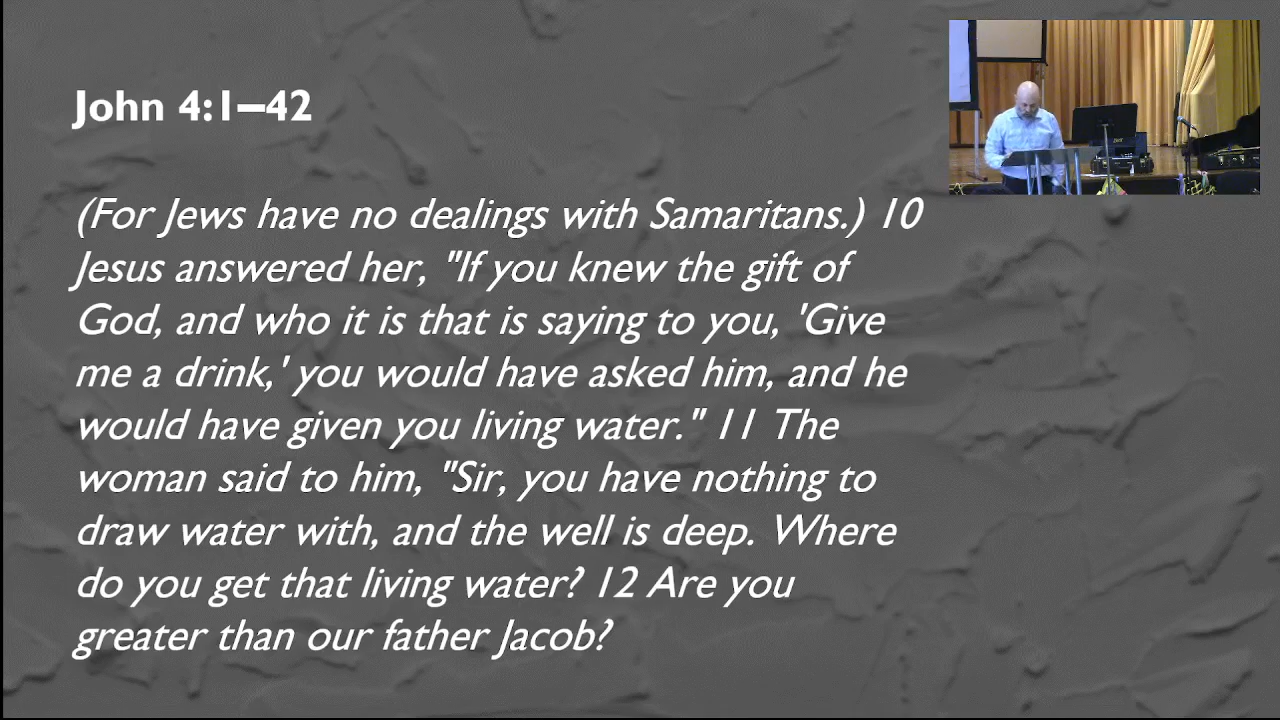 John 4:1—42
(For Jews have no dealings with Samaritans.) 10
Jesus answered her, "If you knew the gift of
God, and who it is that is saying to you, 'Give
me a drink,' you would have asked him, and he
would have given you living water." 11 The
woman said to him, "Sir, you have nothing to
draw water with, and the well is deep. Where
do you get that living water? 12 Are you
greater than our father Jacob?